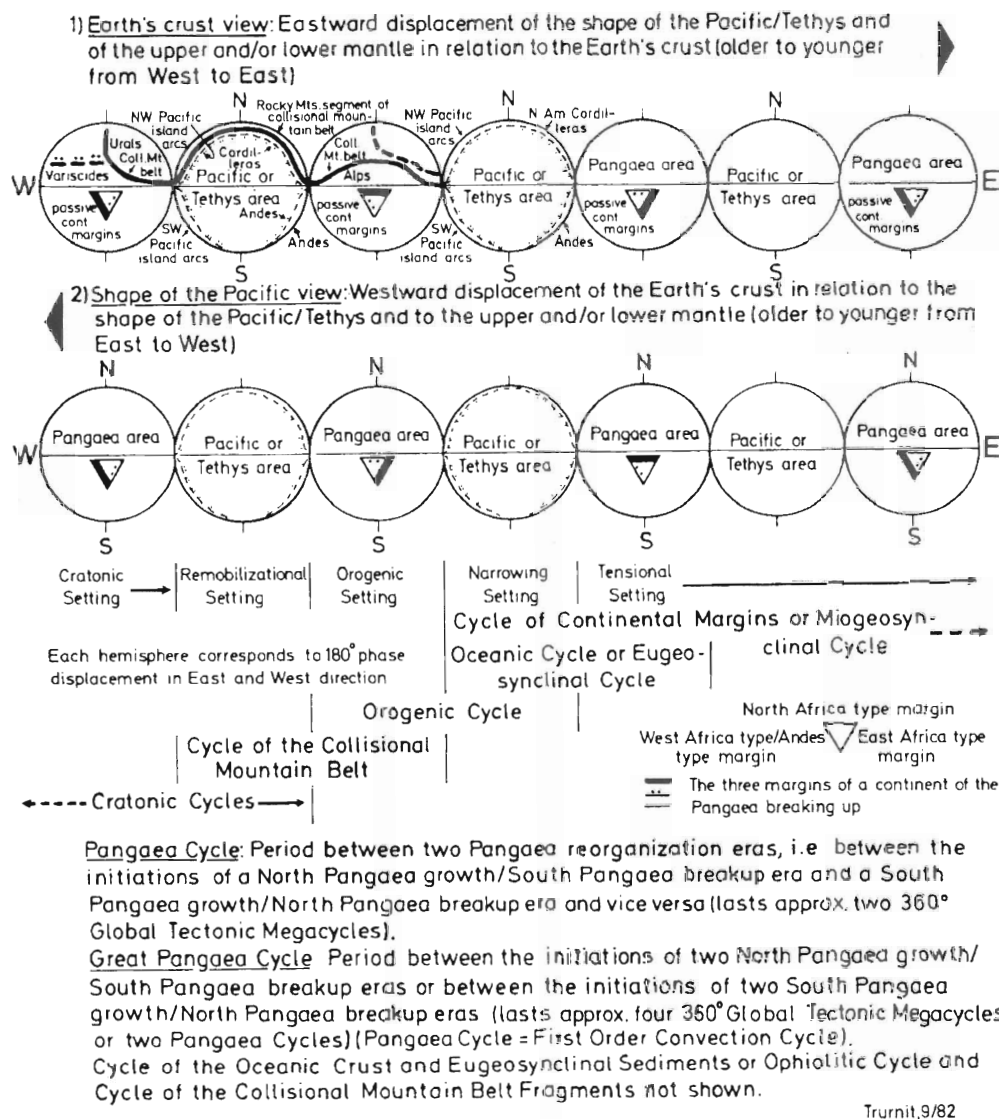 1) Earth's crust view: Eastward displacement of the shape of the Pacific/Tethys and
of the upper and/or lower mantle in relation to the Earth's crust (older to younger
from West to East)
N
NW Pacific
island
arcs
Rocky Mts. segment of
collisional moun-
tain belt
NW Pacific
island
arcs
N
N Am Cordil-
leras
N
Urals
Coll. Mt
belt
Variscides
Cordil-
leras
Coll.
Mt. belt
Alps
W
Pacific or
Tethys area
Pacific or
Tethys area
Pangaea area
Pacific or
Tethys area
Pangaea area
E
passive
cont
margins
Andes
SW
Pacific
island arcs
Andes
passive
cont
margins
SW
Pacific
island arcs
Andes
passive
cont
margins
passive
cont
margins
S
S
S
2) Shape of the Pacific view: Westward displacement of the Earth's crust in relation to the
shape of the Pacific/Tethys and to the upper and/or lower mantle (older to younger from
East to West)
N
N
N
N
W
Pangaea area
Pacific or
Tethys area
Pangaea area
Pacific or
Tethys area
Pangaea area
Pacific or
Tethys area
Pangaea area
E
S
S
S
S
Cratonic
Setting
Remobilizational
Setting
Orogenic
Setting
Narrowing
Setting
Tensional
Setting
Cycle of Continental Margins or Miogeosyn-
clinal Cycle
Each hemisphere corresponds to 180° phase
displacement in East and West direction
Oceanic Cycle or Eugeo-
synclinal Cycle
Orogenic Cycle
North Africa type margin
West Africa type/Andes
type margin
East Africa type
margin
Cycle of the Collisional
Mountain Belt
The three margins of a continent of the
Pangaea breaking up
Cratonic Cycles
Pangaea Cycle: Period between two Pangaea reorganization eras, i.e between the
initiations of a North Pangaea growth/South Pangaea breakup era and a South
Pangaea growth/North Pangaea breakup era and vice versa (lasts approx. two 360°
Global Tectonic Megacycles).
Great Pangaea Cycle Period between the initiations of two North Pangaea growth/
South Pangaea breakup eras or between the initiations of two South Pangaea
growth/North Pangaea breakup eras (lasts approx. four 360° Global Tectonic Megacycles
or two Pangaea Cycles) (Pangaea Cycle = First Order Convection Cycle).
Cycle of the Oceanic Crust and Eugeosynclinal Sediments or Ophiolitic Cycle and
Cycle of the Collisional Mountain Belt Fragments not shown.
Trurnit, 9/82